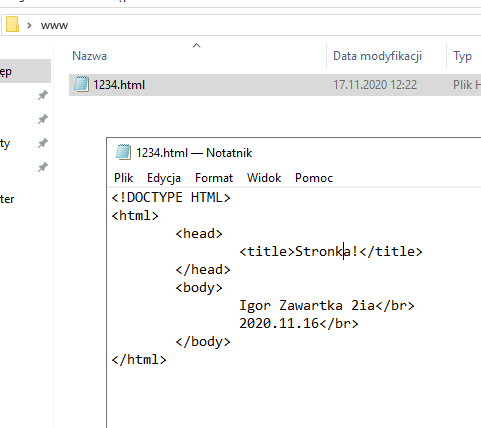 www
Nazwa
Data modyfikacji
Typ
ęp
1234.html
17.11.2020 12:22
Plik H
ty
ter
1234.html — Notatnik
Plik Edycja Format Widok Pomoc
<!DOCTYPE HTML>
<html>
<head>
<title>Stronka!</title>
</head>
<body>
Igor Zawartka 2ia</br>
2020.11.16</br>
</body>
</html>